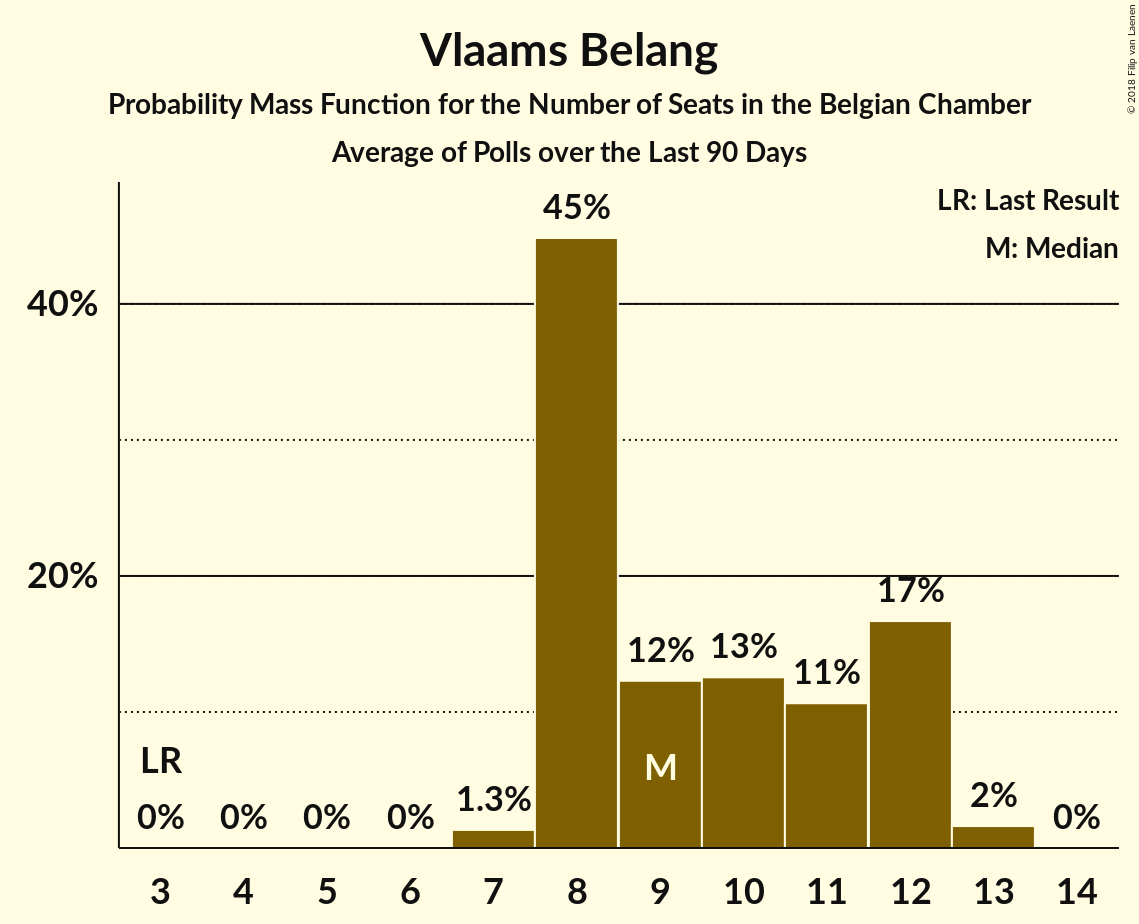 Vlaams Belang
Probability Mass Function for the Number of Seats in the Belgian Chamber
Average of Polls over the Last 90 Days
© 2018 Filip van Laenen
LR: Last Result
M: Median
45%
40%
20%
17%
12%
13%
11%
LR
M
0%
0%
0%
0%
1.3%
2%
0%
3 4 5 6 7 8 9 10 11 12 13 14